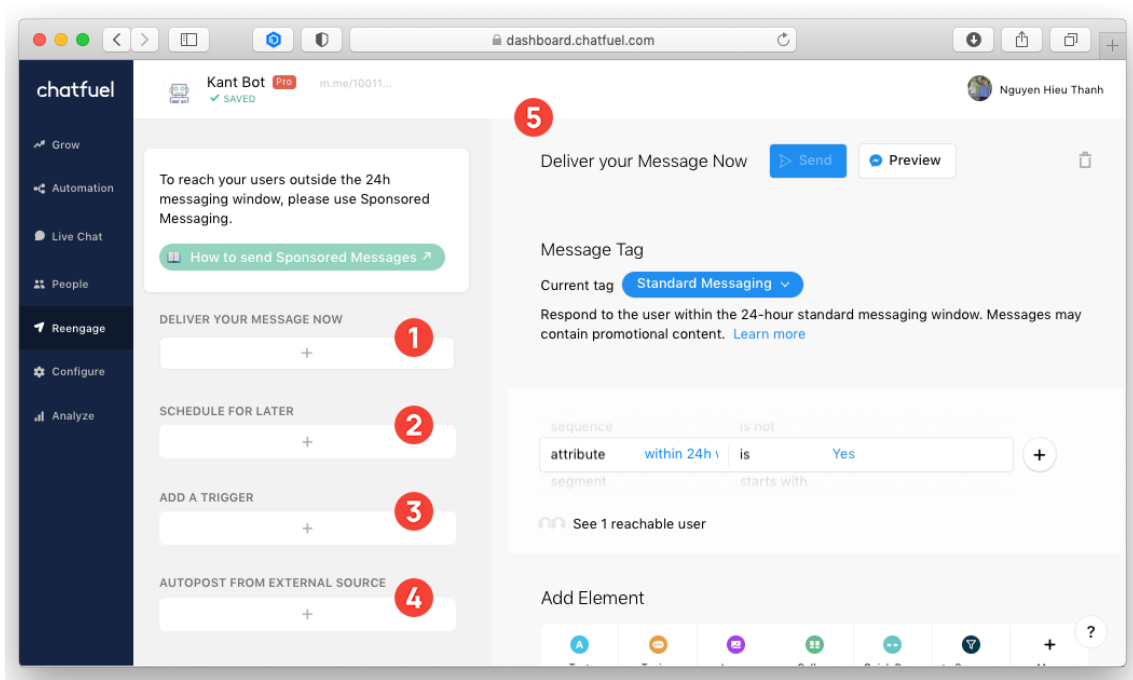 dashboard.chatfuel.com
chatfuel
Kant Bot Pro
m.me/10011...
SAVED
Nguyen Hieu Thanh
Grow
Automation
Live Chat
People
Reengage
Configure
Analyze
To reach your users outside the 24h
messaging window, please use Sponsored
Messaging.
How to send Sponsored Messages ↗
DELIVER YOUR MESSAGE NOW
+
1
SCHEDULE FOR LATER
+
2
ADD A TRIGGER
+
3
AUTOPOST FROM EXTERNAL SOURCE
+
4
5
Deliver your Message Now
Send
Preview
Message Tag
Current tag Standard Messaging
Respond to the user within the 24-hour standard messaging window. Messages may
contain promotional content. Learn more
sequence is not
attribute within 24h is Yes
+
segment starts with
See 1 reachable user
Add Element
A
+
?